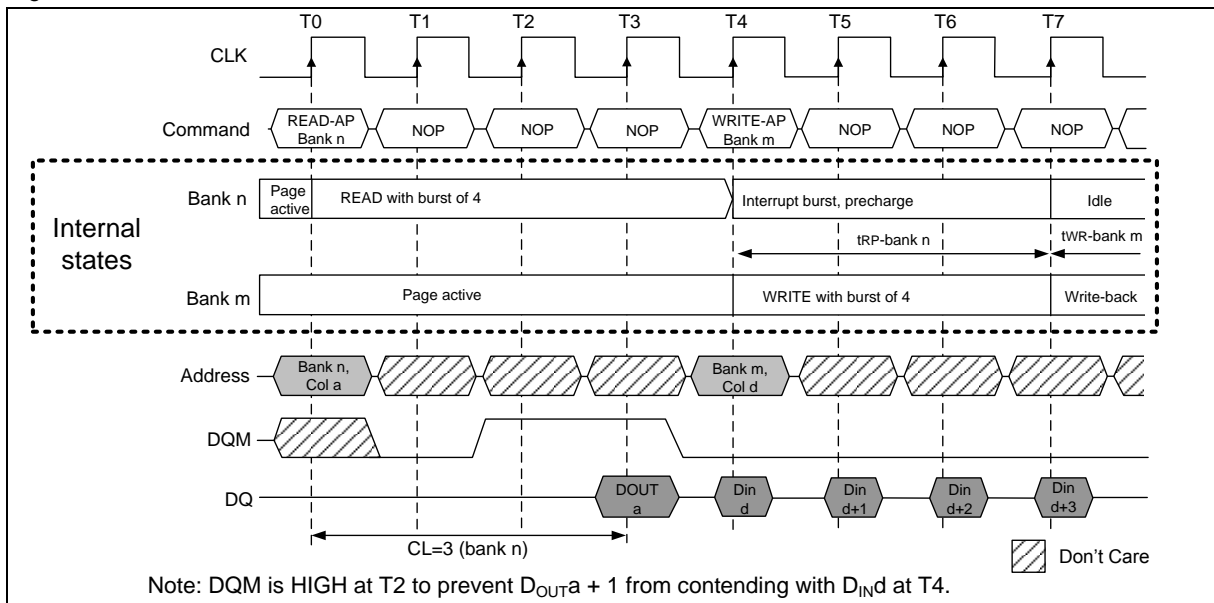 T0 T1 T2 T3 T4 T5 T6 T7
CLK
Command
READ-AP
Bank n
NOP
NOP
NOP
WRITE-AP
Bank m
NOP
NOP
NOP
Internal
states
Bank n
Page
active
READ with burst of 4
Interrupt burst, precharge
Idle
tRP-bank n
tWR-bank m
Bank m
Page active
WRITE with burst of 4
Write-back
Address
Bank n,
Col a
Bank m,
Col d
DQM
DQ
DOUT
a
Din
d
Din
d+1
Din
d+2
Din
d+3
CL=3 (bank n)
Don't Care
Note: DQM is HIGH at T2 to prevent DOUTa + 1 from contending with DINd at T4.